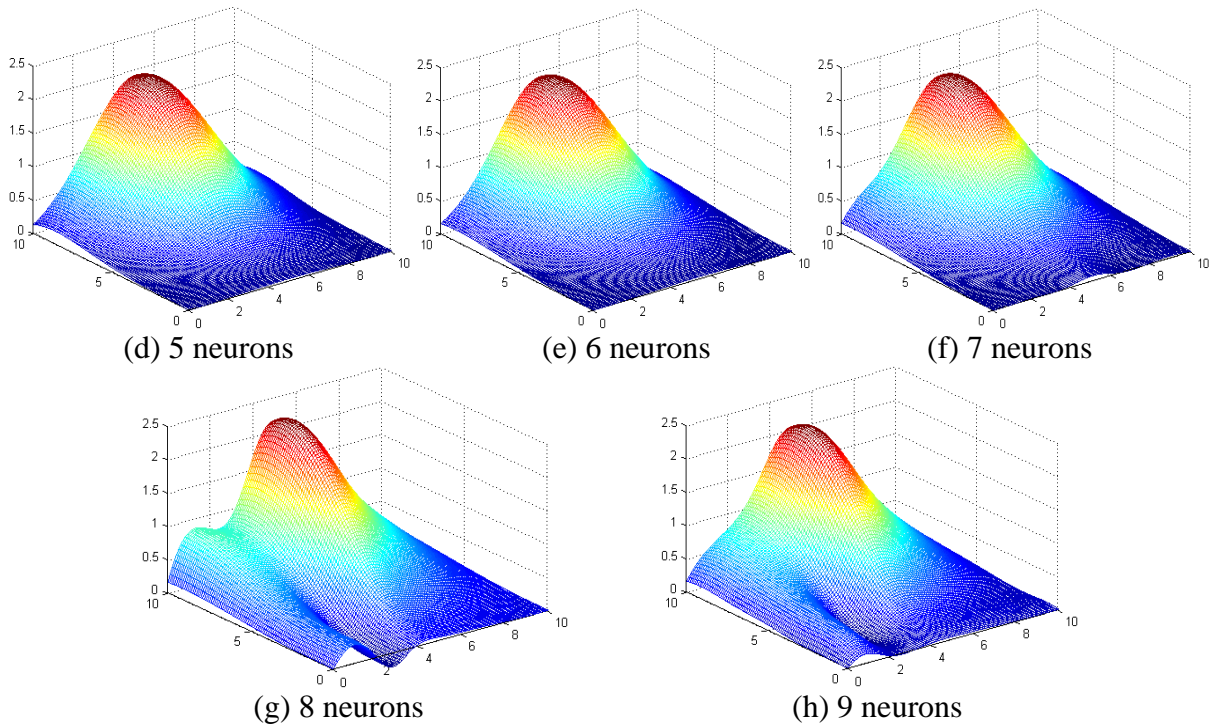 2.5 2.5 2.5
2 2 2
1.5 1.5 1.5
1 1 1
0.5 0.5 0.5
0 0 0
10 10 10 10 10 10
8 8 8
5 6 5 6 5 6
4 4 4
2 2 2
0 0 0 0 0 0
(d) 5 neurons (e) 6 neurons (f) 7 neurons
2.5 2.5
2 2
1.5 1.5
1 1
0.5 0.5
0 0
10 10 10 10
8 8
5 6 5 6
4 4
2 2
0 0 0 0
(g) 8 neurons (h) 9 neurons